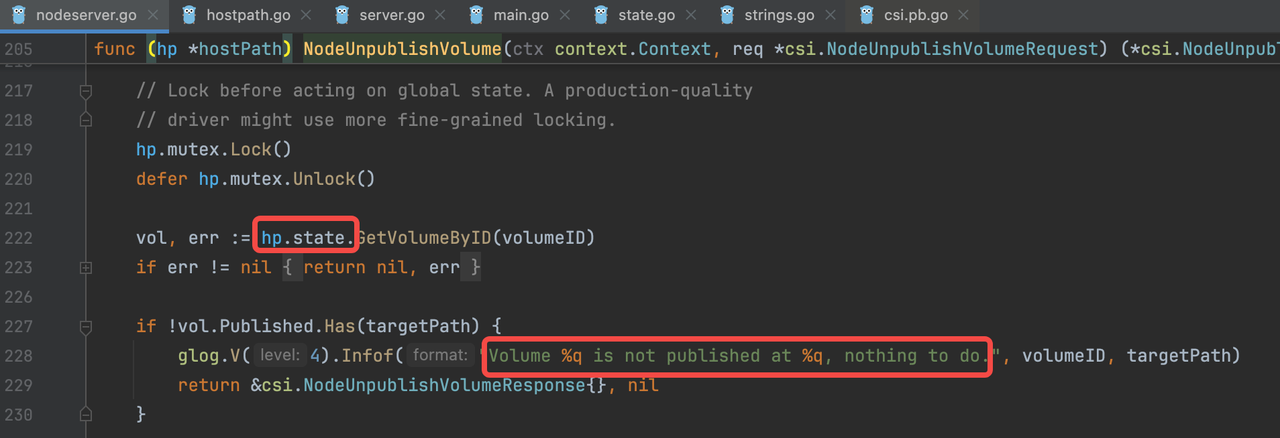 nodeserver.go hostpath.go server.go main.go state.go strings.go csi.pb.go
205 func (hp *hostPath) NodeUnpublishVolume(ctx context.Context, req *csi.NodeUnpublishVolumeRequest) (*csi.NodeUnpubl
217 // Lock before acting on global state. A production-quality
218 // driver might use more fine-grained locking.
219 hp.mutex.Lock()
220 defer hp.mutex.Unlock()
221
222 vol, err := hp.state.GetVolumeByID(volumeID)
223 if err != nil { return nil, err }
226
227 if !vol.Published.Has(targetPath) {
228 glog.V( level: 4).Infof( format: "Volume %q is not published at %q, nothing to do.", volumeID, targetPath)
229 return &csi.NodeUnpublishVolumeResponse{}, nil
230 }